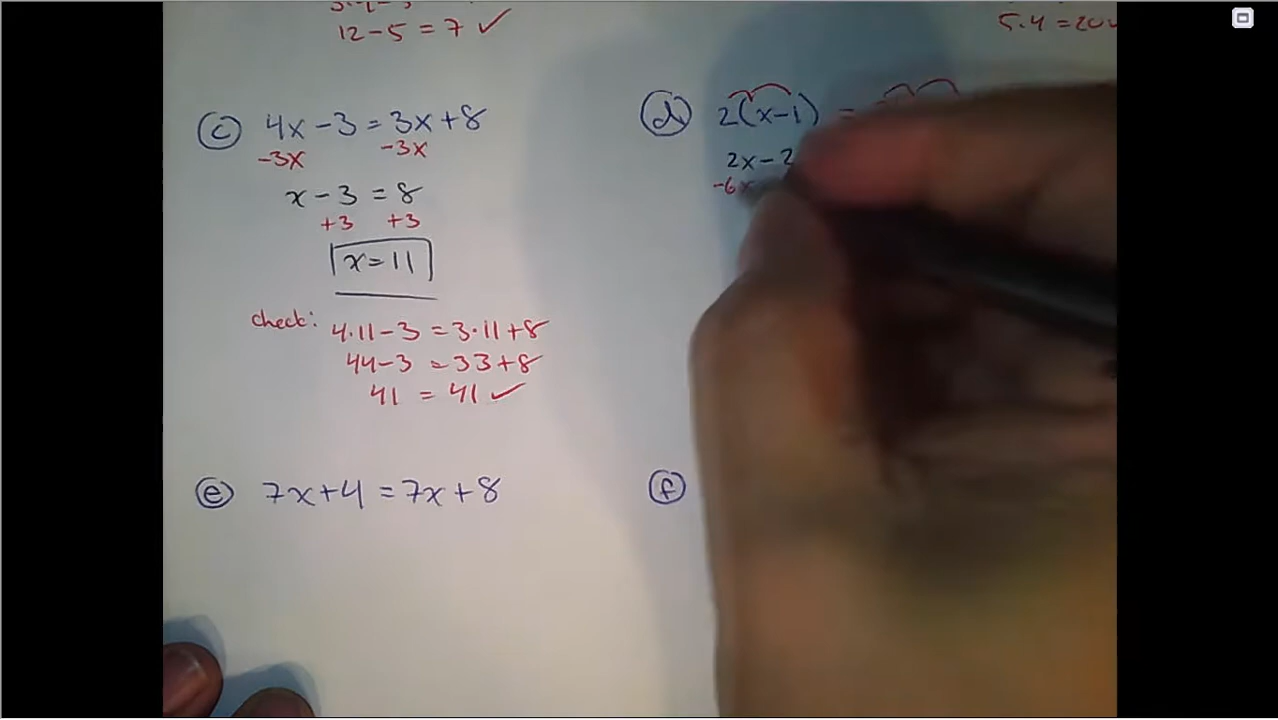 12-5=7 ✓
5·4=20
c 4x-3=3x+8
-3x -3x
x-3=8
+3 +3
x=11
check: 4·11-3=3·11+8
44-3=33+8
41=41 ✓
d 2(x-1)=
2x-2
-6x
e 7x+4=7x+8
f